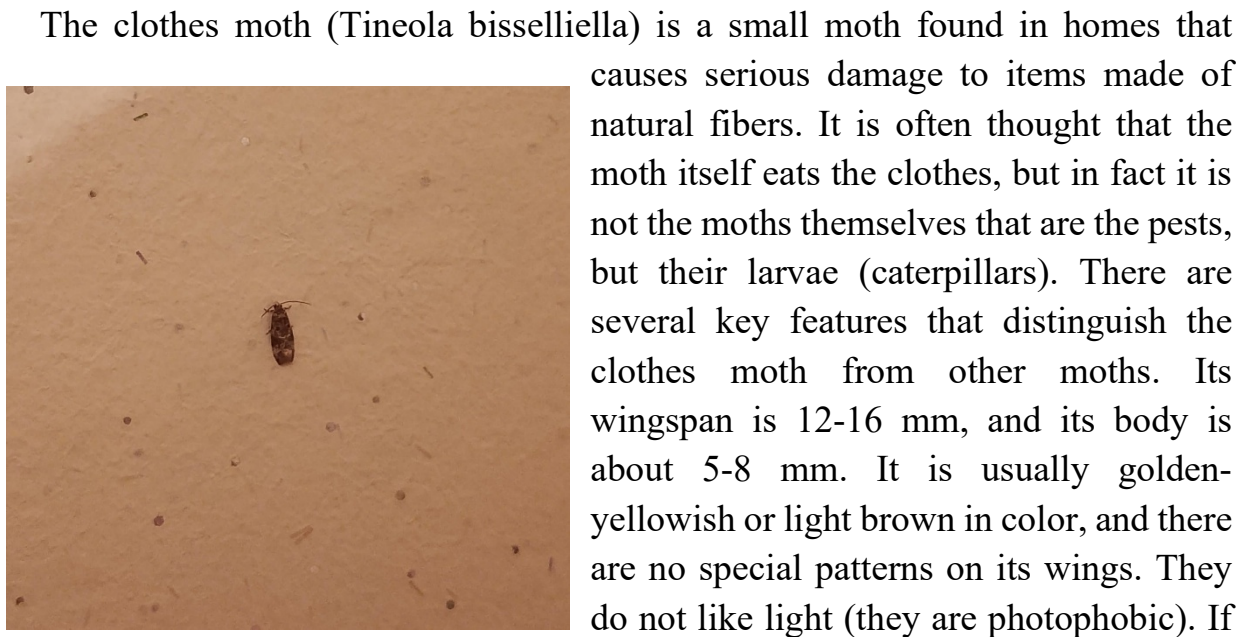 The clothes moth (Tineola bisselliella) is a small moth found in homes that
causes serious damage to items made of
natural fibers. It is often thought that the
moth itself eats the clothes, but in fact it is
not the moths themselves that are the pests,
but their larvae (caterpillars). There are
several key features that distinguish the
clothes moth from other moths. Its
wingspan is 12-16 mm, and its body is
about 5-8 mm. It is usually golden-
yellowish or light brown in color, and there
are no special patterns on its wings. They
do not like light (they are photophobic). If